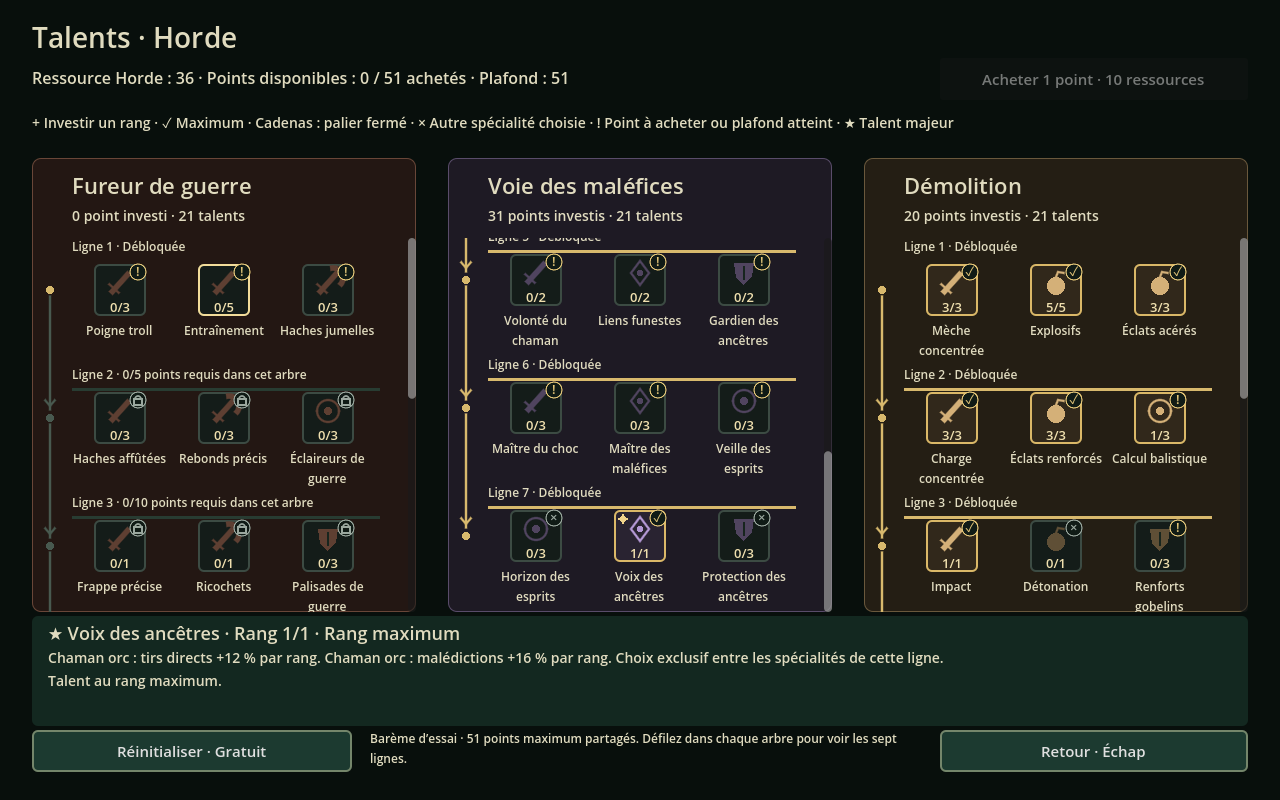 Talents · Horde
Ressource Horde : 36 · Points disponibles : 0 / 51 achetés · Plafond : 51
Acheter 1 point · 10 ressources
+ Investir un rang · ✓ Maximum · Cadenas : palier fermé · × Autre spécialité choisie · ! Point à acheter ou plafond atteint · ★ Talent majeur
Fureur de guerre
0 point investi · 21 talents
Ligne 1 · Débloquée
! ! !
0/3 0/5 0/3
Poigne troll Entraînement Haches jumelles
Ligne 2 · 0/5 points requis dans cet arbre
0/3 0/3 0/3
Haches affûtées Rebonds précis Éclaireurs de
guerre
Ligne 3 · 0/10 points requis dans cet arbre
0/1 0/1 0/3
Frappe précise Ricochets Palisades de
guerre
Voie des maléfices
31 points investis · 21 talents
Ligne 5 · Débloquée
! ! !
0/2 0/2 0/2
Volonté du Liens funestes Gardien des
chaman ancêtres
Ligne 6 · Débloquée
! ! !
0/3 0/3 0/3
Maître du choc Maître des Veille des
maléfices esprits
Ligne 7 · Débloquée
× ✓ ×
0/3 1/1 0/3
Horizon des Voix des Protection des
esprits ancêtres ancêtres
Démolition
20 points investis · 21 talents
Ligne 1 · Débloquée
✓ ✓ ✓
3/3 5/5 3/3
Mèche Explosifs Éclats acérés
concentrée
Ligne 2 · Débloquée
✓ ✓ !
3/3 3/3 1/3
Charge Éclats renforcés Calcul balistique
concentrée
Ligne 3 · Débloquée
✓ × !
1/1 0/1 0/3
Impact Détonation Renforts
gobelins
★ Voix des ancêtres · Rang 1/1 · Rang maximum
Chaman orc : tirs directs +12 % par rang. Chaman orc : malédictions +16 % par rang. Choix exclusif entre les spécialités de cette ligne.
Talent au rang maximum.
Réinitialiser · Gratuit
Barème d’essai · 51 points maximum partagés. Défilez dans chaque arbre pour voir les sept
lignes.
Retour · Échap